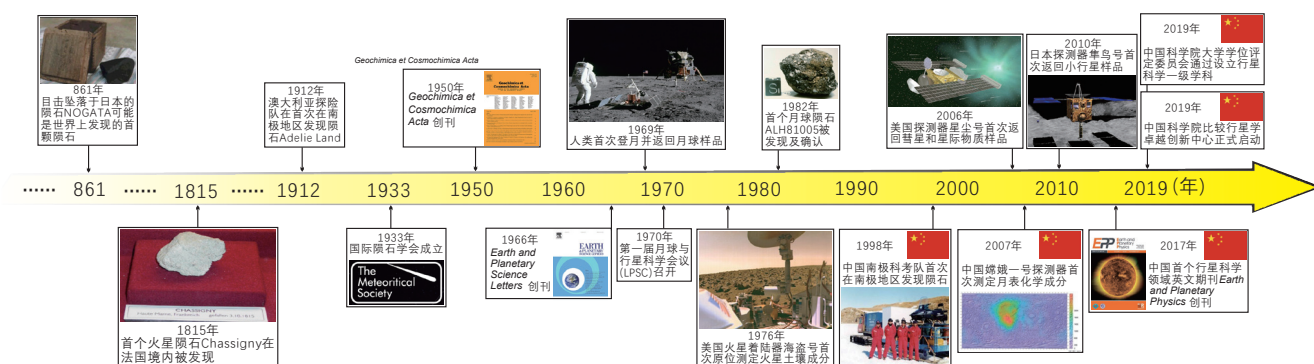 861年
目击坠落于日本的
陨石NOGATA可能
是世界上发现的首
颗陨石
1912年
澳大利亚探险
队在首次在南
极地区发现陨
石Adelie Land
Geochimica et Cosmochimica Acta
1950年
Geochimica et
Cosmochimica
Acta 创刊
1969年
人类首次登月并返回月球样品
1982年
首个月球陨石
ALH81005被
发现及确认
2006年
美国探测器星尘号首次返
回彗星和星际物质样品
2010年
日本探测器隼鸟号首
次返回小行星样品
2019年
中国科学院大学学位评
定委员会通过设立行星
科学一级学科
2019年
中国科学院比较行星学
卓越创新中心正式启动
...... 861 ...... 1815 ...... 1912 1933 1950 1960 1970 1980 1990 2000 2010 2019 (年)
CHASSIGNY
1815年
首个火星陨石Chassigny在
法国境内被发现
1933年
国际陨石学会成立
The
Meteoritical
Society
1966年
Earth and
Planetary
Science
Letters 创刊
EARTH
1970年
第一届月球与
行星科学会议
(LPSC)召开
1976年
美国火星着陆器海盗号首
次原位测定火星土壤成分
1998年
中国南极科考队首次
在南极地区发现陨石
2007年
中国嫦娥一号探测器首
次测定月表化学成分
EPP
2017年
中国首个行星科学
领域英文期刊Earth
and Planetary
Physics 创刊